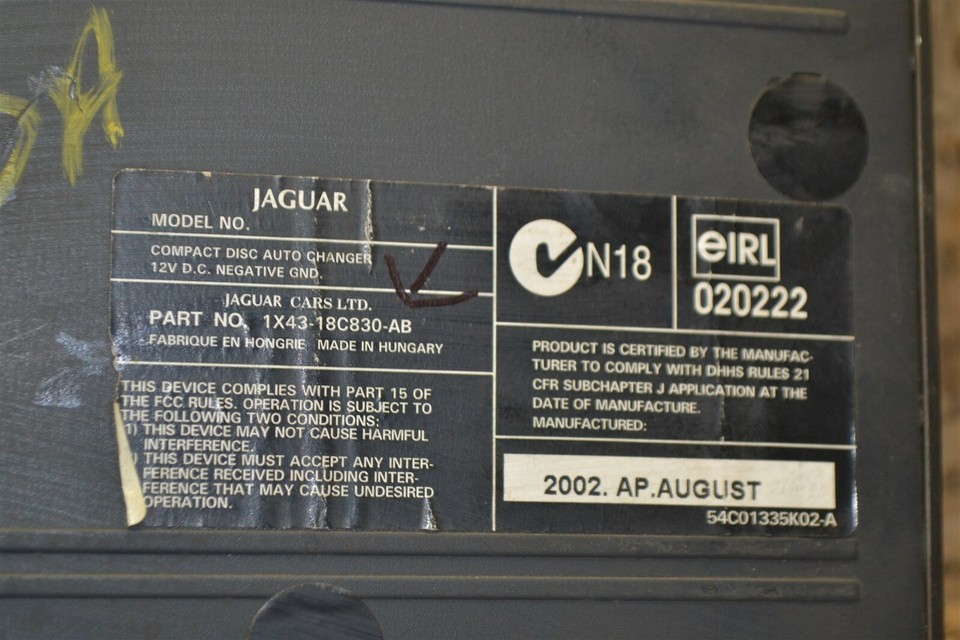 JAGUAR
MODEL NO.
COMPACT DISC AUTO CHANGER
12V D.C. NEGATIVE GND.
JAGUAR CARS LTD.
PART NO. 1X43-18C830-AB
FABRIQUE EN HONGRIE MADE IN HUNGARY
THIS DEVICE COMPLIES WITH PART 15 OF
THE FCC RULES. OPERATION IS SUBJECT TO
THE FOLLOWING TWO CONDITIONS:
1) THIS DEVICE MAY NOT CAUSE HARMFUL
INTERFERENCE.
) THIS DEVICE MUST ACCEPT ANY INTER-
FERENCE RECEIVED INCLUDING INTER-
FERENCE THAT MAY CAUSE UNDESIRED
OPERATION.
N18
eIRL
020222
PRODUCT IS CERTIFIED BY THE MANUFAC-
TURER TO COMPLY WITH DHHS RULES 21
CFR SUBCHAPTER J APPLICATION AT THE
DATE OF MANUFACTURE.
MANUFACTURED:
2002. AP.AUGUST
54C01335K02-A